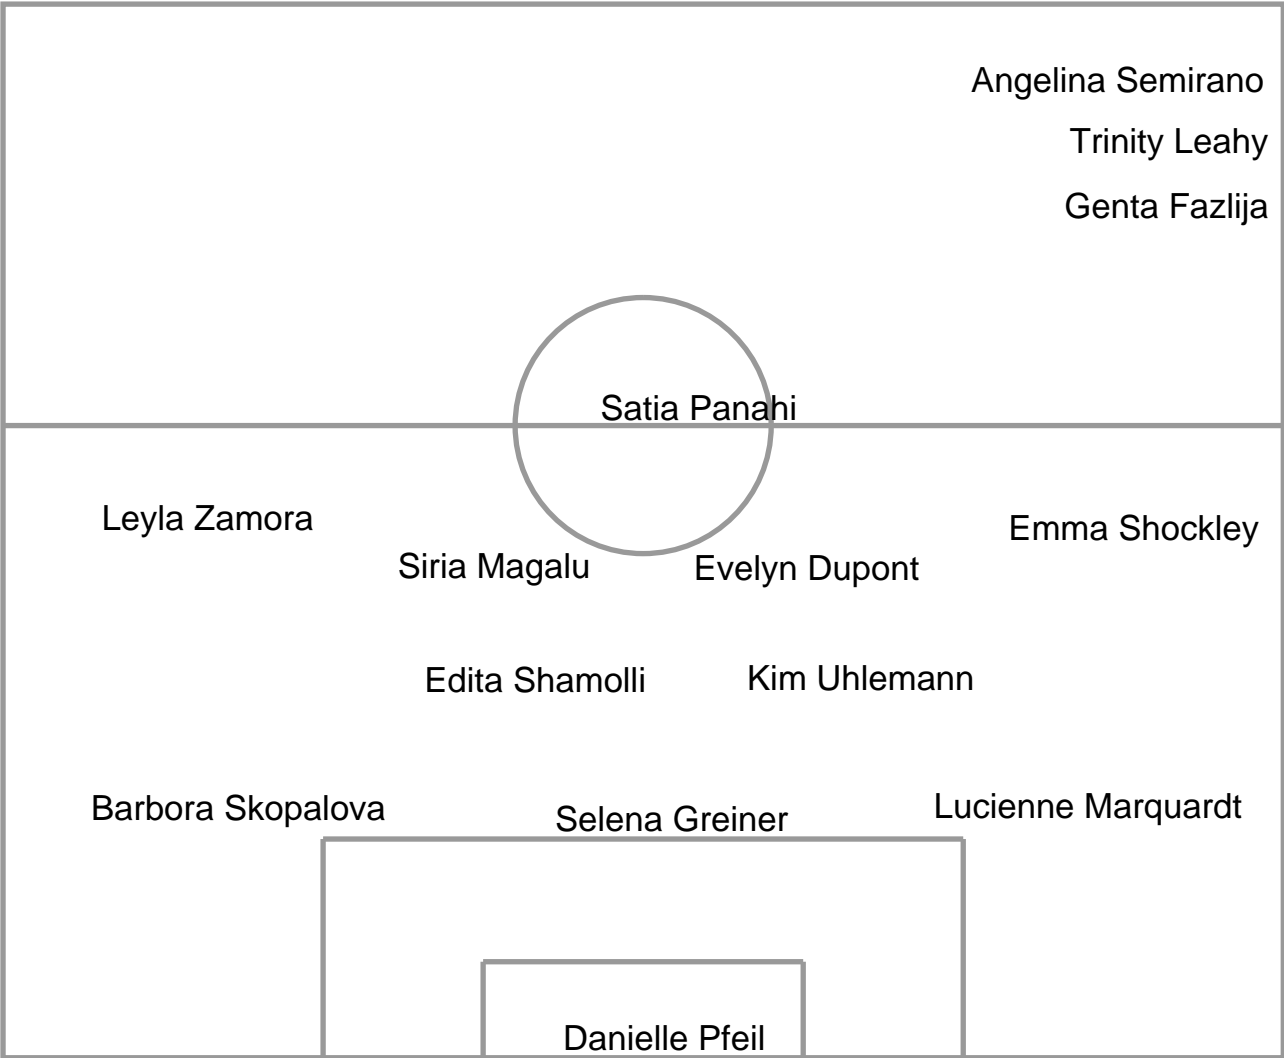 Angelina Semirano
Trinity Leahy
Genta Fazlija
Satia Panahi
Leyla Zamora
Emma Shockley
Siria Magalu
Evelyn Dupont
Edita Shamolli
Kim Uhlemann
Barbora Skopalova
Selena Greiner
Lucienne Marquardt
Danielle Pfeil